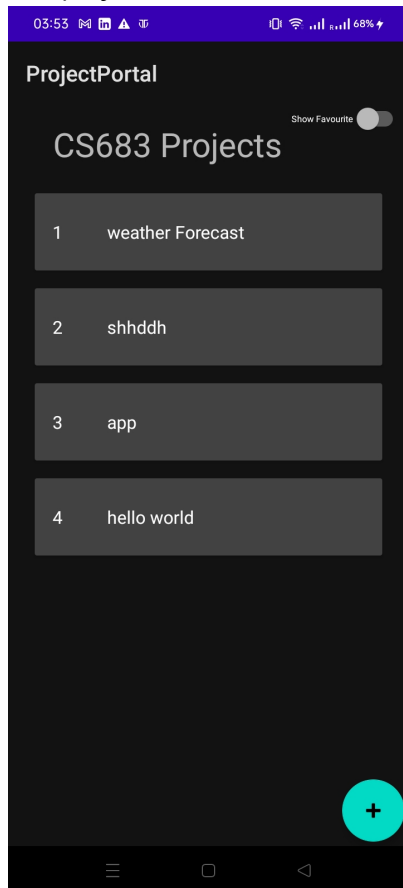 03:53 68%
ProjectPortal
Show Favourite
CS683 Projects
1 weather Forecast
2 shhddh
3 app
4 hello world
+